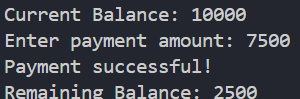 Current Balance: 10000
Enter payment amount: 7500
Payment successful!
Remaining Balance: 2500